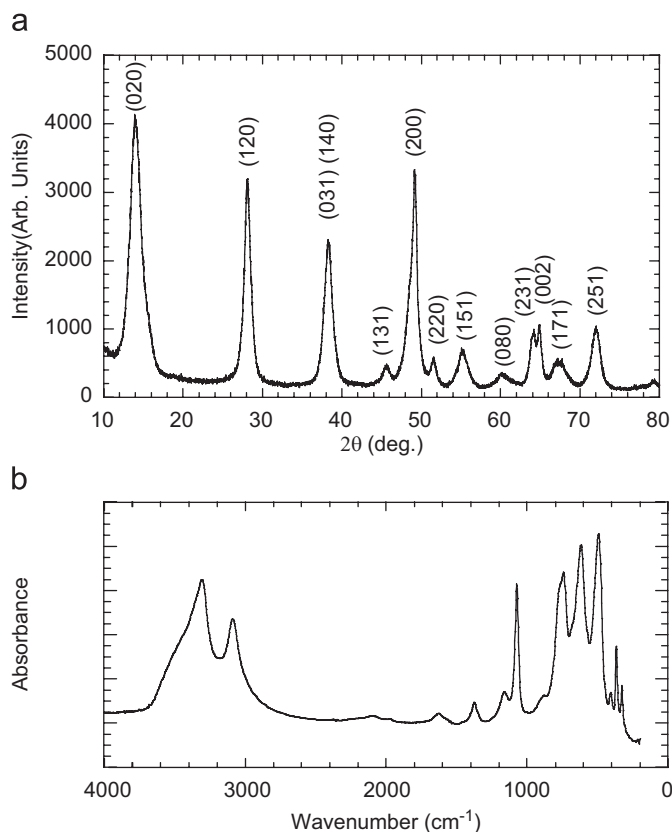 a
5000
4000
3000
2000
1000
0
Intensity(Arb. Units)
(020)
(120)
(031) (140)
(131)
(200)
(220)
(151)
(080)
(231)
(002)
(171)
(251)
10 20 30 40 50 60 70 80
2θ (deg.)
b
Absorbance
4000 3000 2000 1000 0
Wavenumber (cm⁻¹)